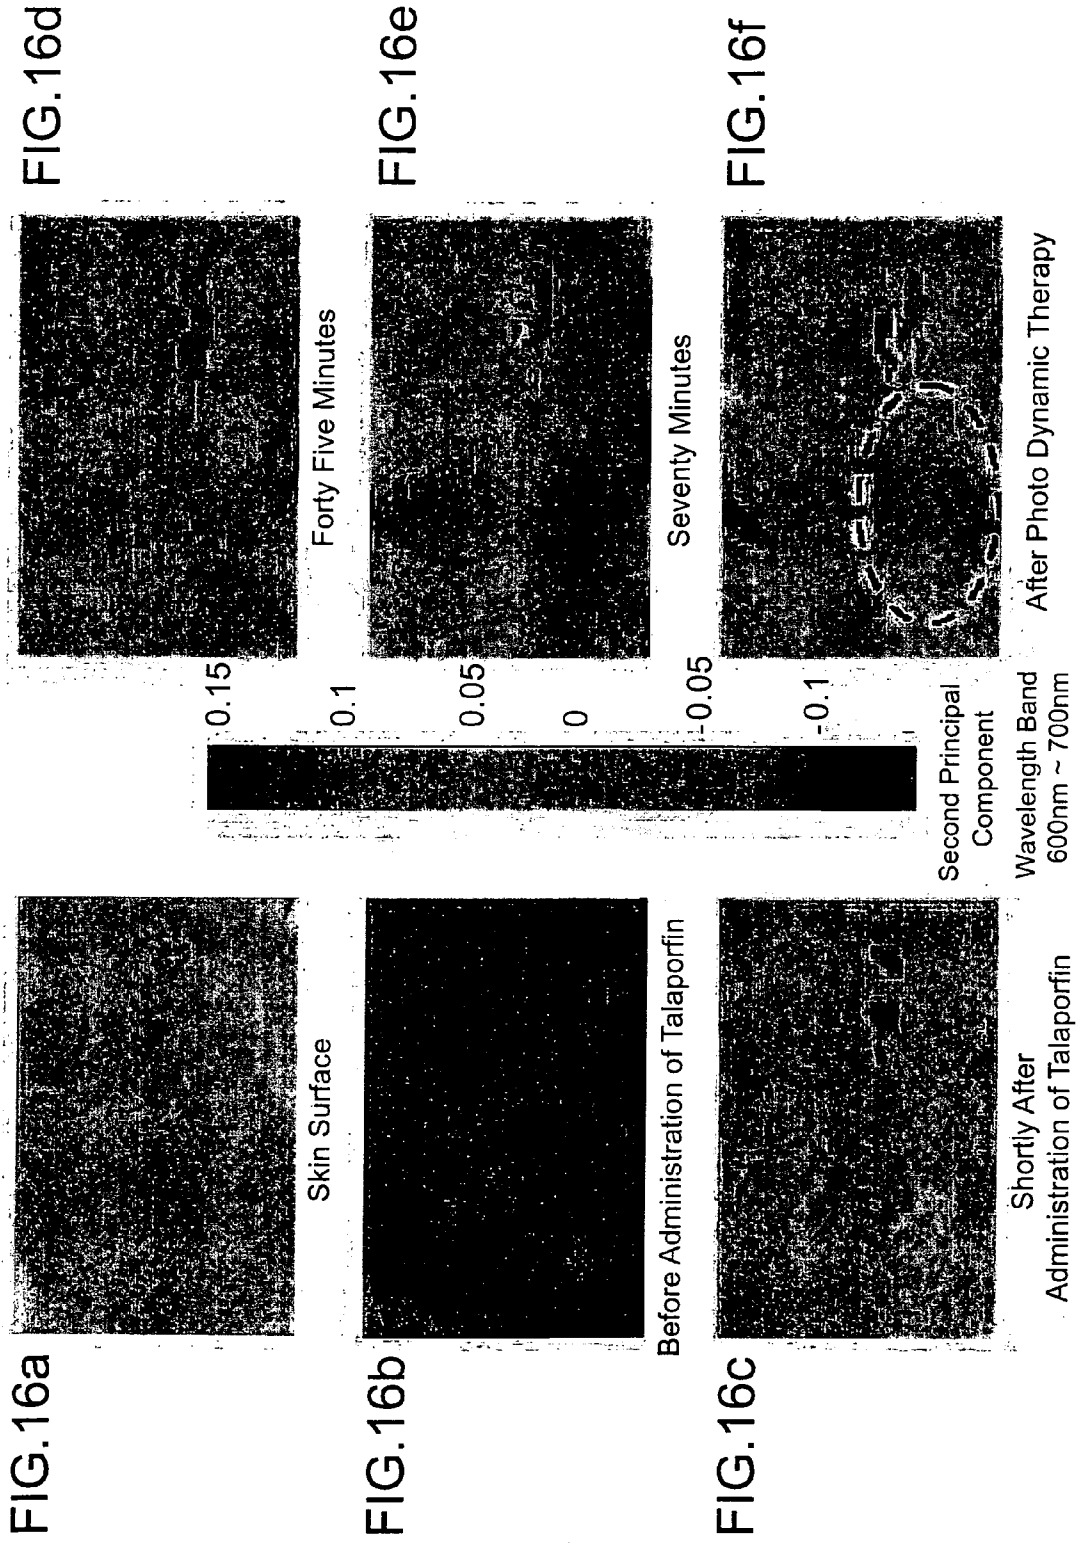 FIG.16a
Skin Surface
FIG.16b
Before Administration of Talaporfin
FIG.16c
Shortly After
Administration of Talaporfin
0.15
0.1
0.05
0
-0.05
-0.1
Second Principal
Component
Wavelength Band
600nm ~ 700nm
FIG.16d
Forty Five Minutes
FIG.16e
Seventy Minutes
FIG.16f
After Photo Dynamic Therapy